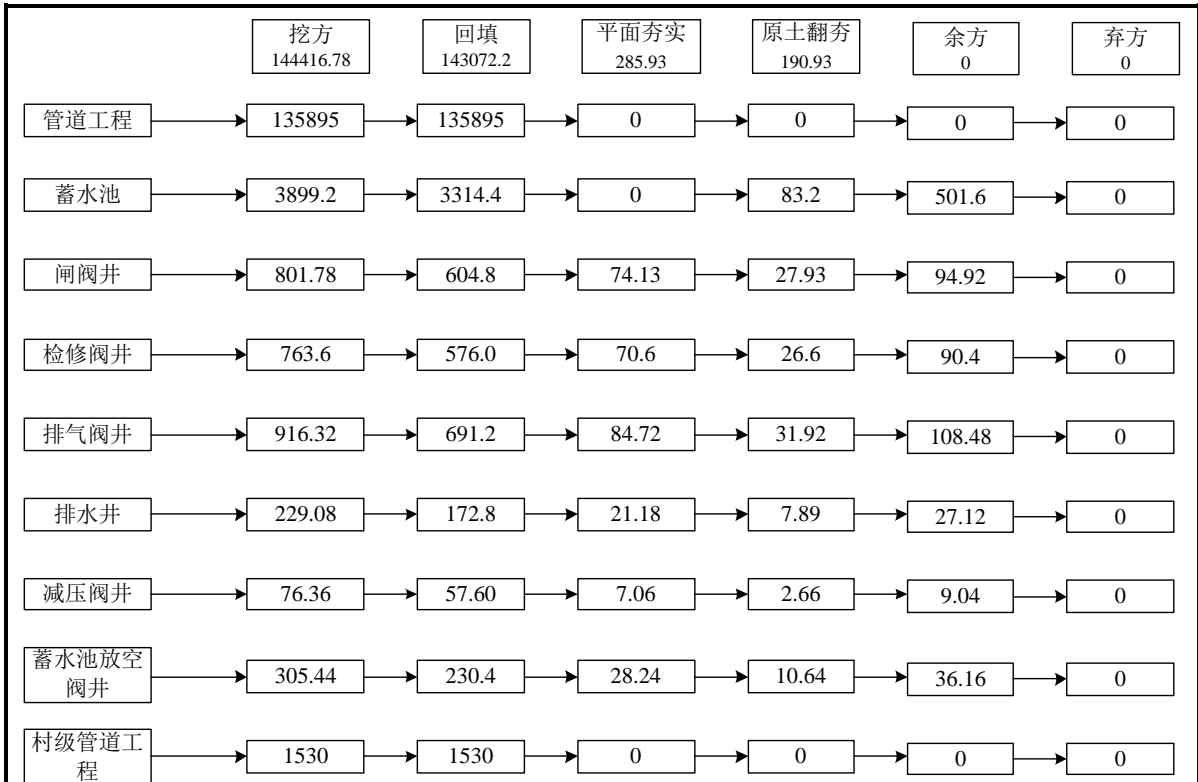 挖方 回填 平面夯实 原土翻夯 余方 弃方
144416.78 143072.2 285.93 190.93 0 0
管道工程 135895 135895 0 0 0 0
蓄水池 3899.2 3314.4 0 83.2 501.6 0
闸阀井 801.78 604.8 74.13 27.93 94.92 0
检修阀井 763.6 576.0 70.6 26.6 90.4 0
排气阀井 916.32 691.2 84.72 31.92 108.48 0
排水井 229.08 172.8 21.18 7.89 27.12 0
减压阀井 76.36 57.60 7.06 2.66 9.04 0
蓄水池放空
阀井 305.44 230.4 28.24 10.64 36.16 0
村级管道工
程 1530 1530 0 0 0 0